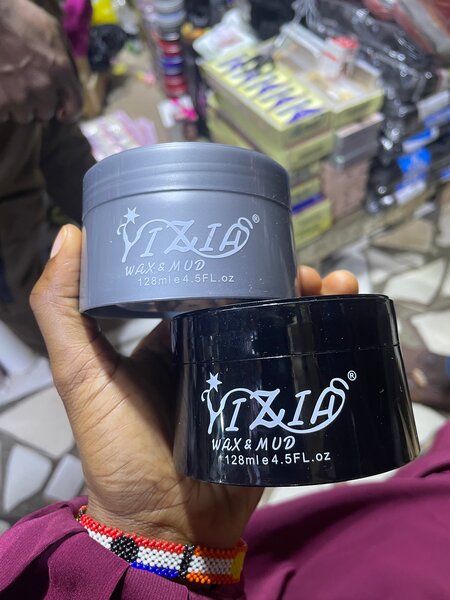 YIZIA®
WAX & MUD
128ml e 4.5FL.oz
YIZIA®
WAX & MUD
128ml e 4.5FL.oz